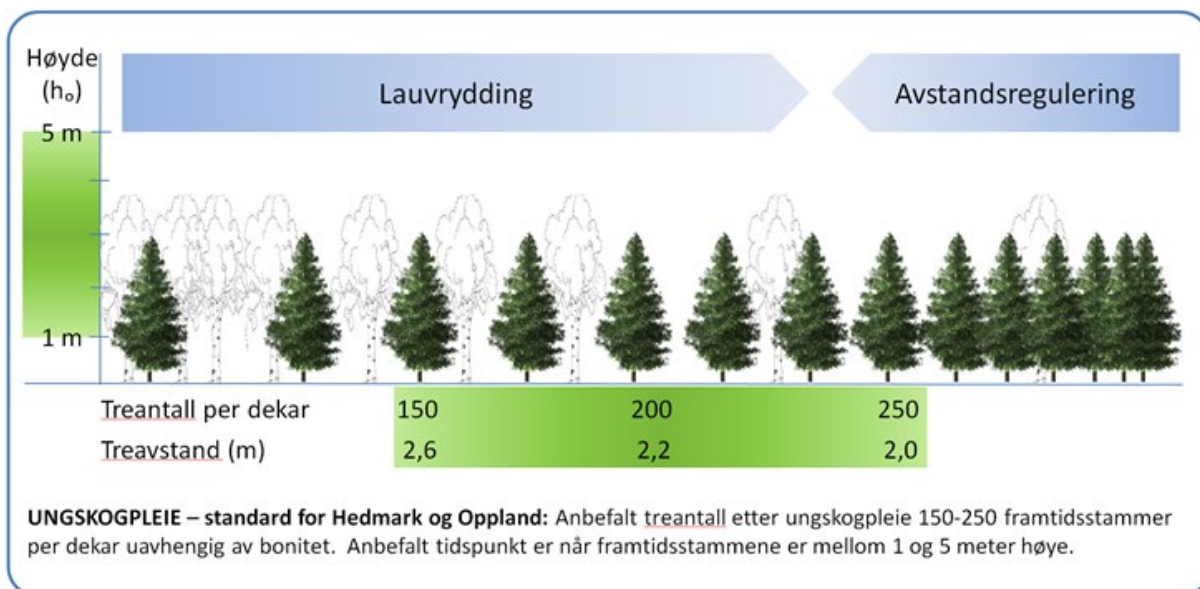 Høyde
(hₒ)
Lauvrydding
Avstandsregulering
5 m
1 m
Treantall per dekar 150 200 250
Treavstand (m) 2,6 2,2 2,0
UNGSKOGPLEIE – standard for Hedmark og Oppland: Anbefalt treantall etter ungskogpleie 150-250 framtidsstammer
per dekar uavhengig av bonitet. Anbefalt tidspunkt er når framtidsstammene er mellom 1 og 5 meter høye.